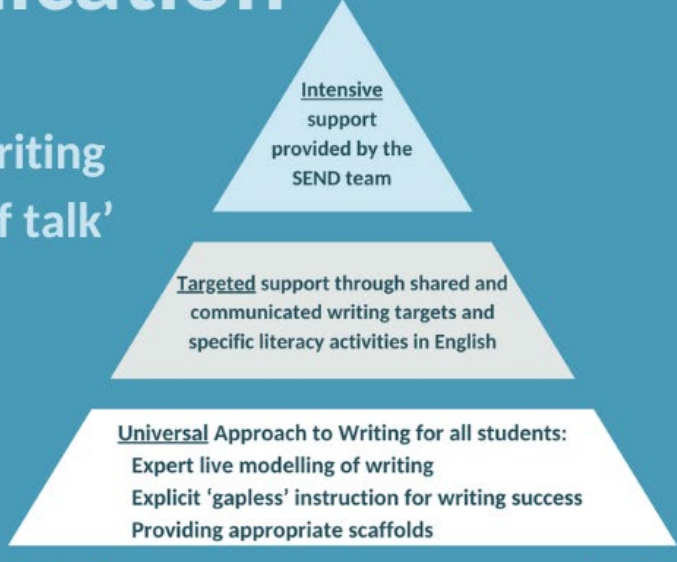 Intensive
support
provided by the
SEND team
riting
f talk’
Targeted support through shared and
communicated writing targets and
specific literacy activities in English
Universal Approach to Writing for all students:
Expert live modelling of writing
Explicit ‘gapless’ instruction for writing success
Providing appropriate scaffolds